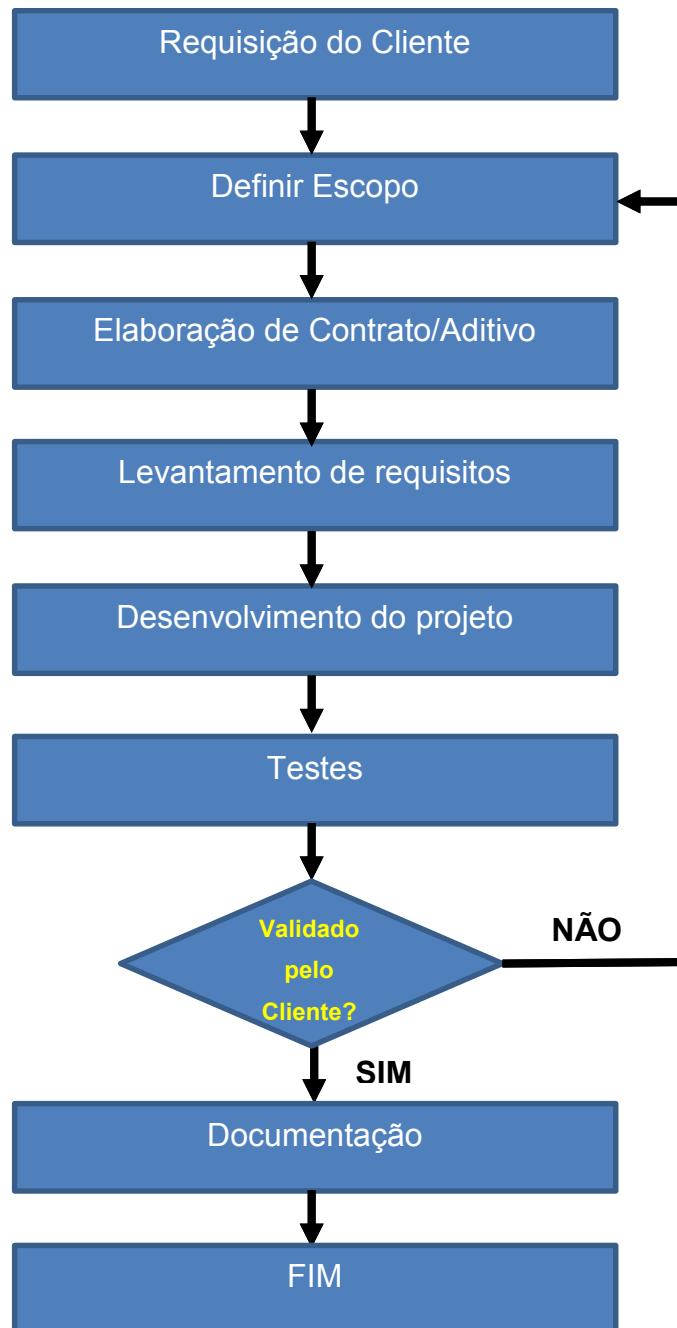 Requisição do Cliente
Definir Escopo
Elaboração de Contrato/Aditivo
Levantamento de requisitos
Desenvolvimento do projeto
Testes
Validado
pelo
Cliente?
NÃO
SIM
Documentação
FIM